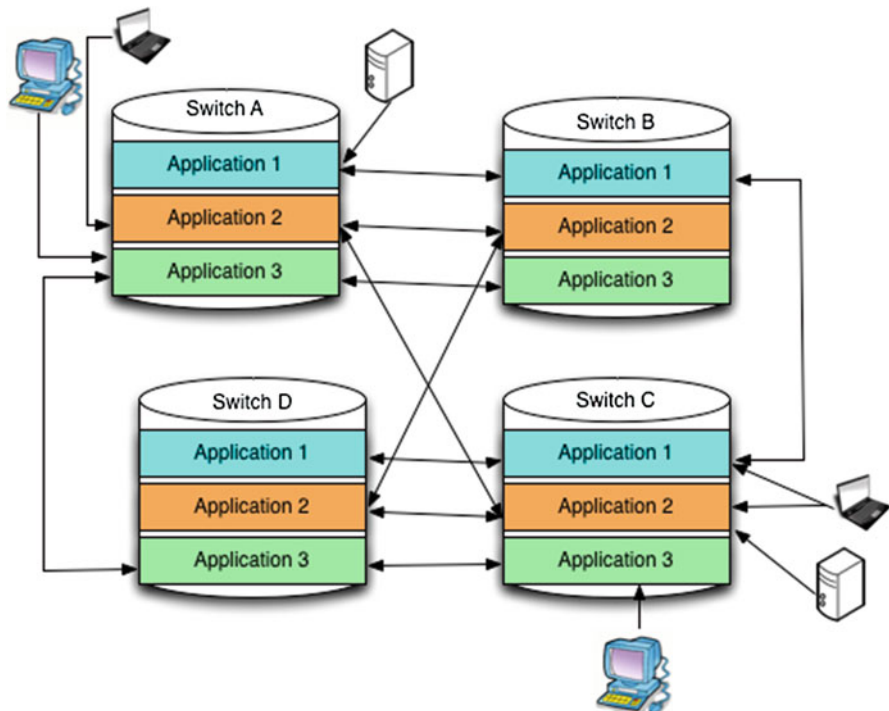 Switch A
Application 1
Application 2
Application 3
Switch B
Application 1
Application 2
Application 3
Switch D
Application 1
Application 2
Application 3
Switch C
Application 1
Application 2
Application 3